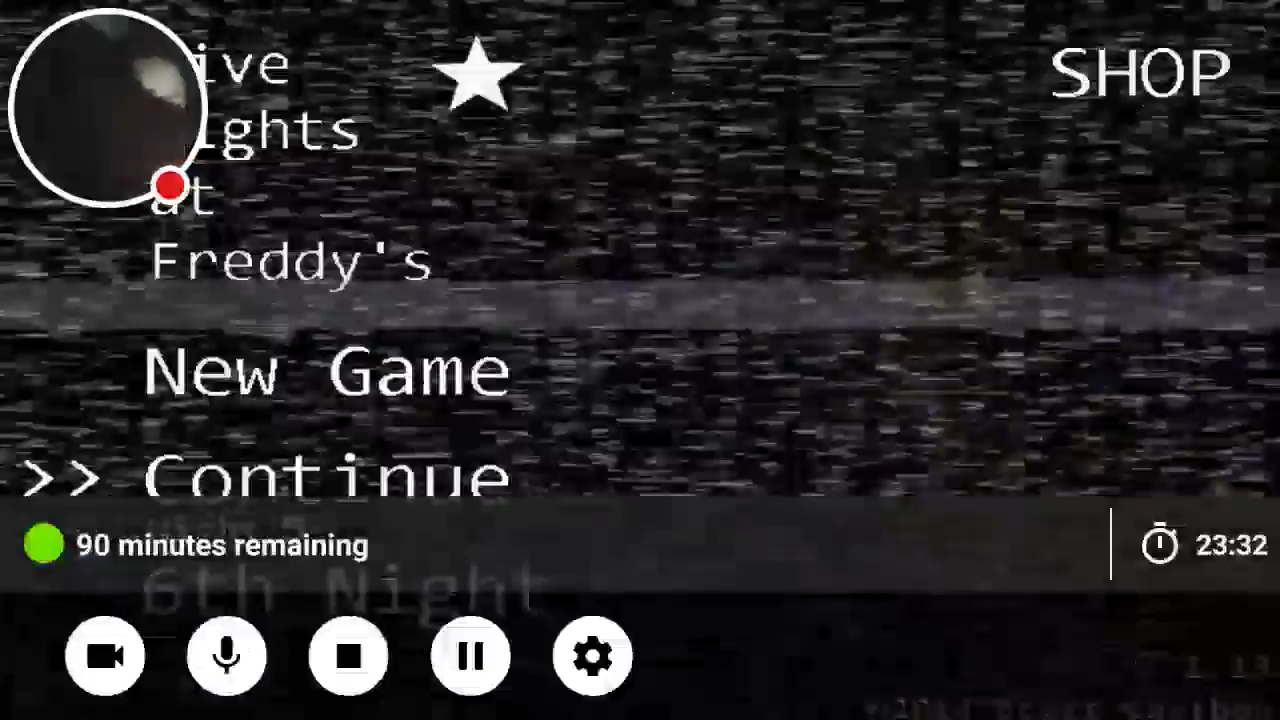 ive
ights
at
Freddy's
SHOP
New Game
>> Continue
90 minutes remaining
23:32
6th Night